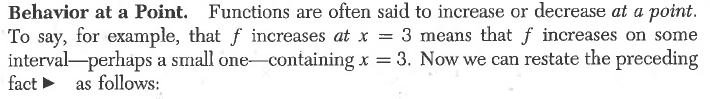 Behavior at a Point. Functions are often said to increase or decrease at a point.
To say, for example, that f increases at x = 3 means that f increases on some
interval—perhaps a small one—containing x = 3. Now we can restate the preceding
fact ▶ as follows: